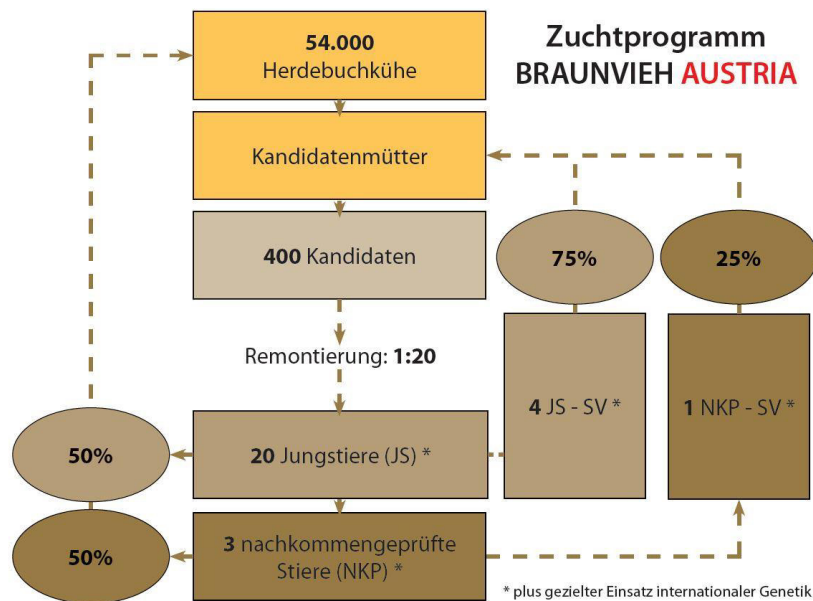 Zuchtprogramm
BRAUNVIEH AUSTRIA
54.000
Herdebuchkühe
Kandidatenmütter
400 Kandidaten
75%
25%
Remontierung: 1:20
4 JS - SV *
1 NKP - SV *
50%
20 Jungstiere (JS) *
50%
3 nachkommengeprüfte
Stiere (NKP) *
* plus gezielter Einsatz internationaler Genetik